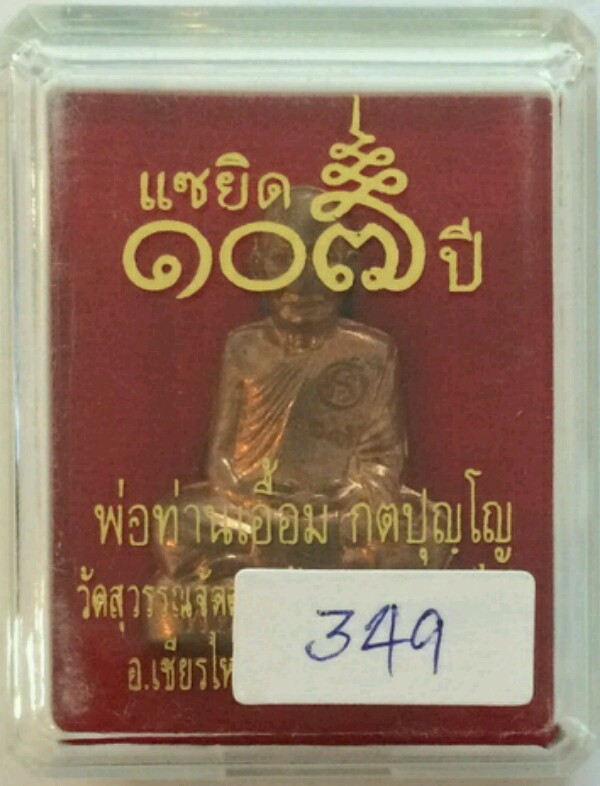 แซยิด
๑๐๗ ปี
พ่อท่านเอื้อม กตปุญฺโญ
349
อ.เชียรให